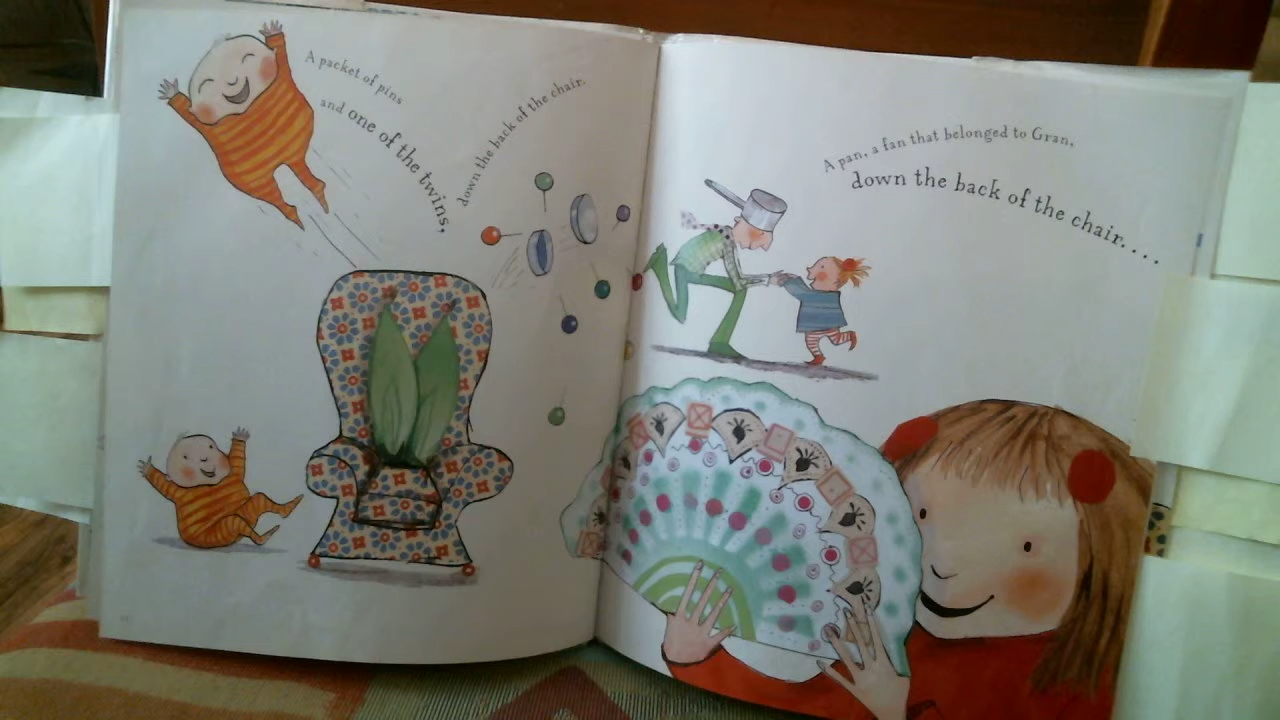 A packet of pins
and one of the twins,
down the back of the chair.
A pan, a fan that belonged to Gran,
down the back of the chair. . . .